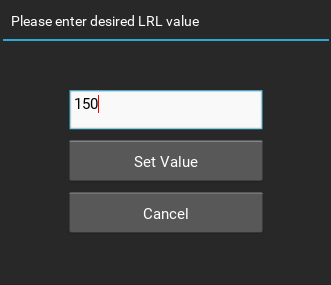 Please enter desired LRL value
150
Set Value
Cancel